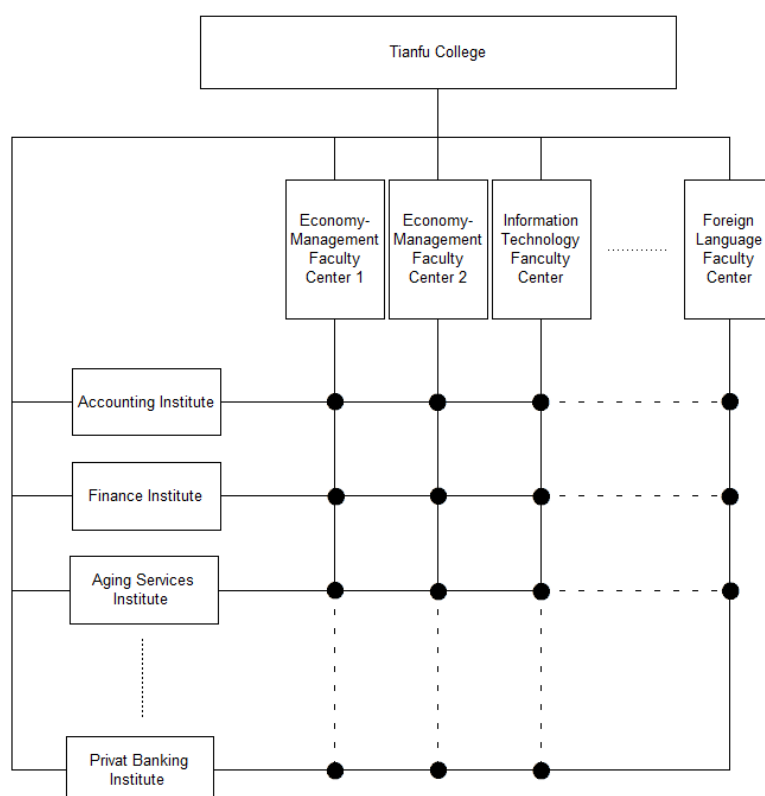 Tianfu College
Economy-
Management
Faculty
Center 1
Economy-
Management
Faculty
Center 2
Information
Technology
Fanculty
Center
Foreign
Language
Faculty
Center
Accounting Institute
Finance Institute
Aging Services
Institute
Privat Banking
Institute